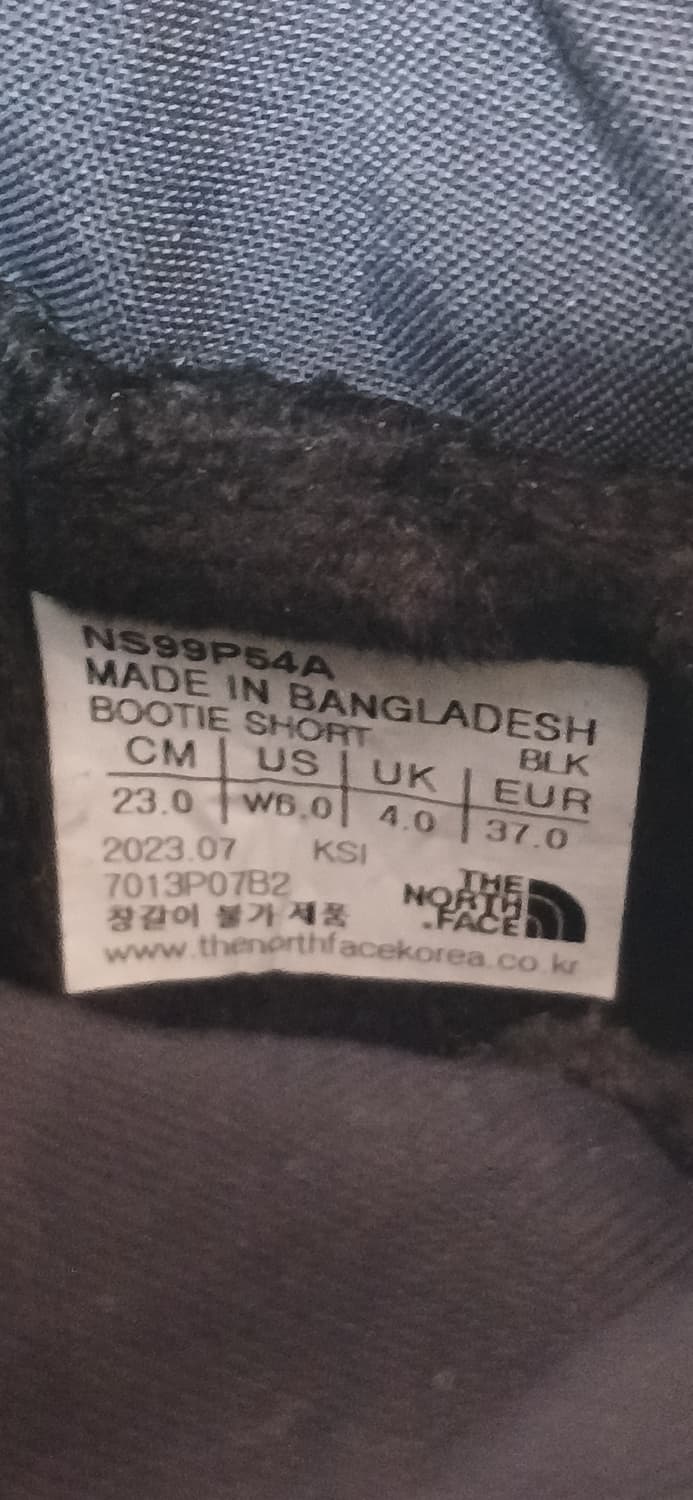 NS99P54A
MADE IN BANGLADESH
BOOTIE SHORT BLK
CM US UK EUR
23.0 W6.0 4.0 37.0
2023.07 KSI
7013P07B2
창갈이 불가 제품
THE
NORTH
FACE
www.thenorthfacekorea.co.kr